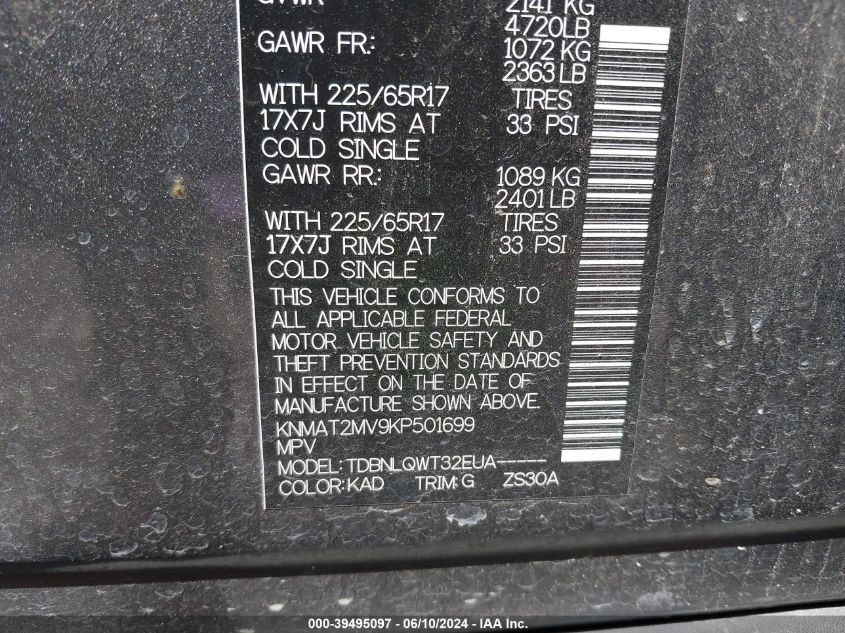 GVWR 2141 KG
4720LB
GAWR FR.: 1072 KG
2363 LB
WITH 225/65R17 TIRES
17X7J RIMS AT 33 PSI
COLD SINGLE
GAWR RR.: 1089 KG
2401 LB
WITH 225/65R17 TIRES
17X7J RIMS AT 33 PSI
COLD SINGLE
THIS VEHICLE CONFORMS TO
ALL APPLICABLE FEDERAL
MOTOR VEHICLE SAFETY AND
THEFT PREVENTION STANDARDS
IN EFFECT ON THE DATE OF
MANUFACTURE SHOWN ABOVE.
KNMAT2MV9KP501699
MPV
MODEL:TDBNLQWT32EUA-----
COLOR:KAD TRIM:G ZS30A
000-39495097 - 06/10/2024 - IAA Inc.